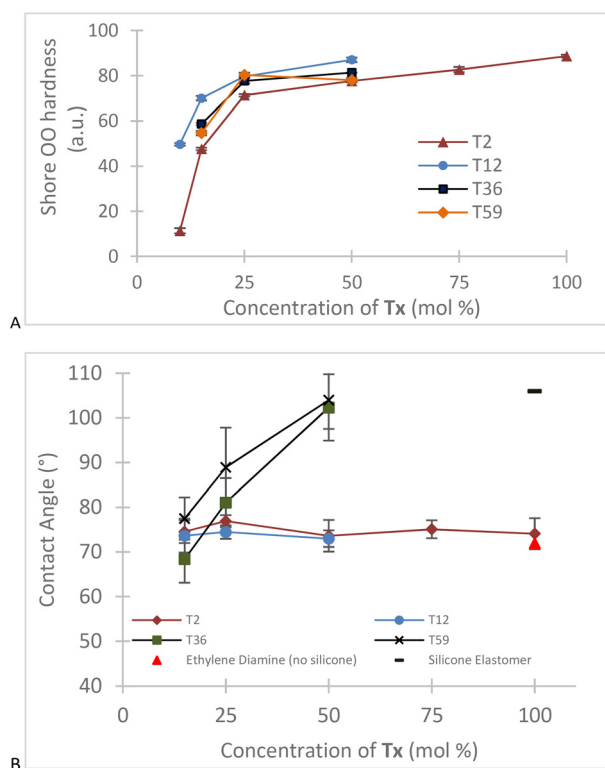 100
80
60
40
20
0
Shore OO hardness
(a.u.)
T2
T12
T36
T59
0 25 50 75 100
Concentration of Tx (mol %)
A
110
100
90
80
70
60
50
40
Contact Angle (°)
T2 T12
T36 T59
Ethylene Diamine (no silicone) Silicone Elastomer
0 25 50 75 100
Concentration of Tx (mol %)
B